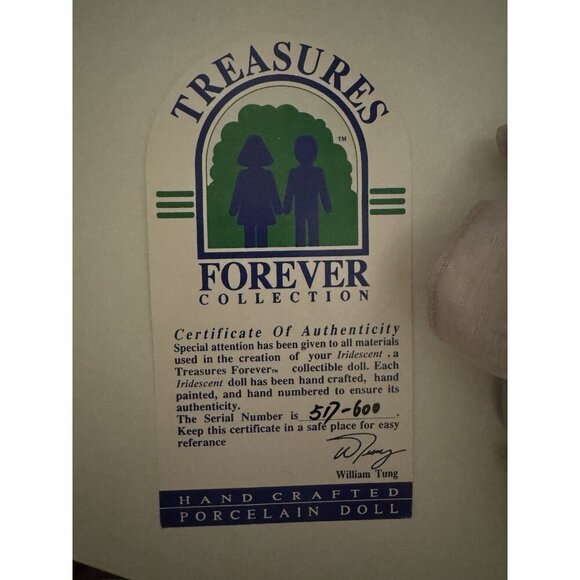 TREASURES
TM
FOREVER
COLLECTION
Certificate Of Authenticity
Special attention has been given to all materials
used in the creation of your Iridescent , a
Treasures Forever™ collectible doll. Each
Iridescent doll has been hand crafted, hand
painted, and hand numbered to ensure its
authenticity.
The Serial Number is 517-600 .
Keep this certificate in a safe place for easy
referance
W Tung
William Tung
HAND CRAFTED
PORCELAIN DOLL